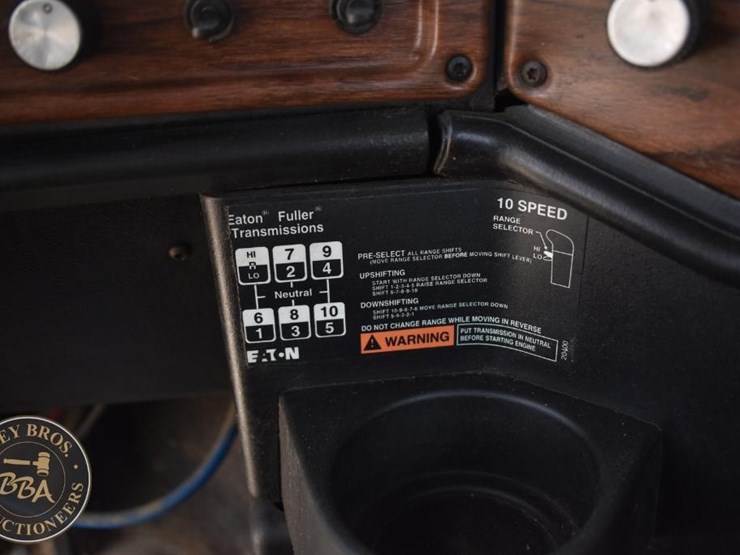 Eaton® Fuller®
Transmissions
HI
R
LO
7
2
9
4
Neutral
6
1
8
3
10
5
EATON
10 SPEED
RANGE
SELECTOR
HI
LO
PRE-SELECT ALL RANGE SHIFTS
(MOVE RANGE SELECTOR BEFORE MOVING SHIFT LEVER)
UPSHIFTING
START WITH RANGE SELECTOR DOWN
SHIFT 1-2-3-4-5 RAISE RANGE SELECTOR
SHIFT 6-7-8-9-10
DOWNSHIFTING
SHIFT 10-9-8-7-6 MOVE RANGE SELECTOR DOWN
SHIFT 5-4-3-2-1
DO NOT CHANGE RANGE WHILE MOVING IN REVERSE
WARNING
PUT TRANSMISSION IN NEUTRAL
BEFORE STARTING ENGINE
20400
EY BROS.
BBA
CTIONEERS